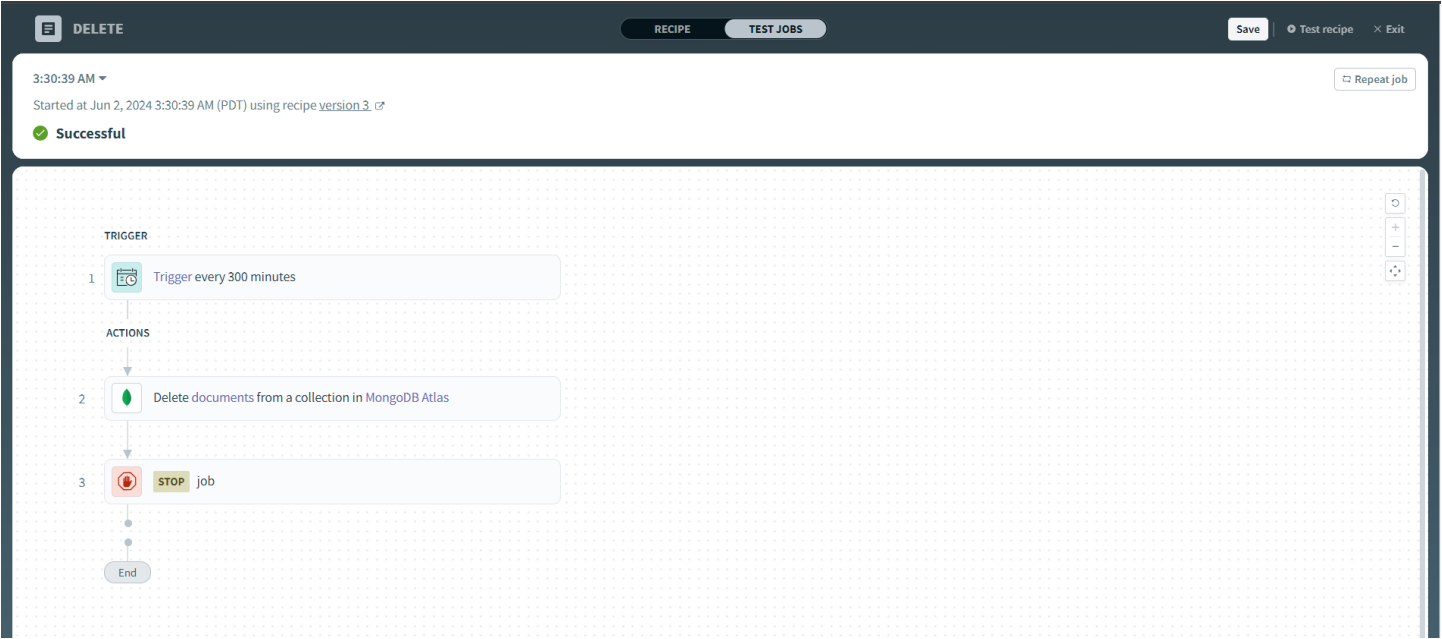 DELETE
RECIPE
TEST JOBS
Save
Test recipe
Exit
3:30:39 AM
Repeat job
Started at Jun 2, 2024 3:30:39 AM (PDT) using recipe version 3
Successful
TRIGGER
1
Trigger every 300 minutes
ACTIONS
2
Delete documents from a collection in MongoDB Atlas
3
STOP job
End